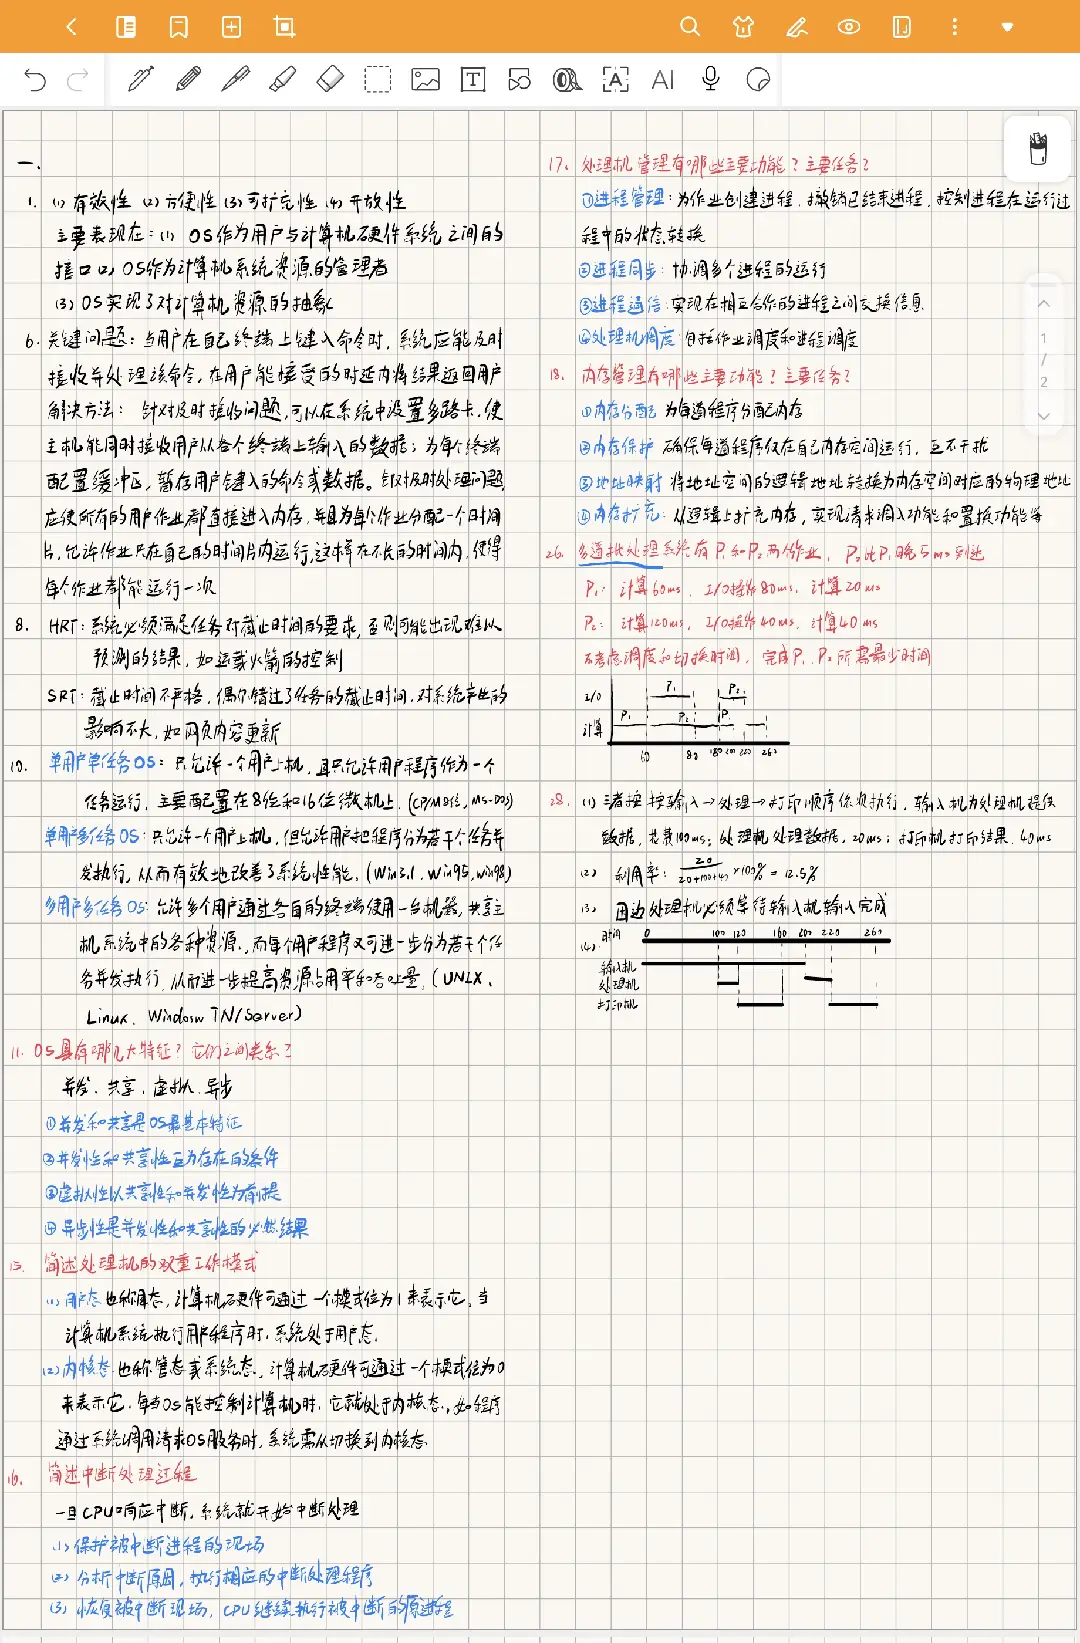 一.
1. (1) 有效性 (2) 方便性 (3) 可扩充性 (4) 开放性
主要表现在: (1) OS作为用户与计算机硬件系统之间的
接口 (2) OS作为计算机系统资源的管理者
(3) OS实现了对计算机资源的抽象
6. 关键问题: 当用户在自己终端上键入命令时, 系统应能及时
接收并处理该命令, 在用户能接受的时延内将结果返回用户
解决方法: 针对及时接收问题, 可以在系统中设置多路卡, 使
主机能同时接收用户从各个终端上输入的数据; 为每个终端
配置缓冲区, 暂存用户键入的命令或数据。针对及时处理问题,
应使所有的用户作业都直接进入内存, 并且为每个作业分配一个时间
片, 允许作业只在自己的时间片内运行, 这样在不长的时间内, 使得
每个作业都能运行一次
8. HRT: 系统必须满足任务对截止时间的要求, 否则可能出现难以
预测的结果, 如运载火箭的控制
SRT: 截止时间不严格, 偶尔错过了任务的截止时间, 对系统产生的
影响不大, 如网页内容更新
10. 单用户单任务OS: 只允许一个用户上机, 且只允许用户程序作为一个
任务运行, 主要配置在8位和16位微机上. (CP/M8位, MS-DOS)
单用户多任务OS: 只允许一个用户上机, 但允许用户把程序分为若干个任务并
发执行, 从而有效地改善了系统性能, (Win3.1, Win95, win98)
多用户多任务OS: 允许多个用户通过各自的终端使用一台机器, 共享主
机系统中的各种资源, 而每个用户程序又可进一步分为若干个任
务并发执行, 从而进一步提高资源占用率和吞吐量, (UNIX,
Linux, Windosw TN/Server)
11. OS具有哪几大特征? 它们之间关系?
并发、共享、虚拟、异步
①并发和共享是OS最基本特征
②并发性和共享性互为存在的条件
③虚拟性以共享性和并发性为前提
④异步性是并发性和共享性的必然结果
15. 简述处理机的双重工作模式
(1) 用户态 也称目态, 计算机硬件可通过一个模式位为1来表示它, 当
计算机系统执行用户程序时, 系统处于用户态.
(2) 内核态 也称管态或系统态, 计算机硬件可通过一个模式位为0
来表示它. 每当OS能控制计算机时, 它就处于内核态, 如程序
通过系统调用请求OS服务时, 系统需从切换到内核态
16. 简述中断处理过程
一旦CPU响应中断, 系统就开始中断处理
(1) 保护被中断进程的现场
(2) 分析中断原因, 执行相应的中断处理程序
(3) 恢复被中断现场, CPU继续执行被中断的原进程
17. 处理机管理有哪些主要功能? 主要任务?
①进程管理: 为作业创建进程, 撤销已结束进程, 控制进程在运行过
程中的状态转换
②进程同步: 协调多个进程的运行
③进程通信: 实现在相互合作的进程之间交换信息
④处理机调度: 包括作业调度和进程调度
18. 内存管理有哪些主要功能? 主要任务?
①内存分配: 为每道程序分配内存
②内存保护 确保每道程序仅在自己内存空间运行, 互不干扰
③地址映射 将地址空间的逻辑地址转换为内存空间对应的物理地址
④内存扩充: 从逻辑上扩充内存, 实现请求调入功能和置换功能等
26. 多道批处理系统有P₁和P₂两个作业, P₂比P₁晚5ms到达
P₁: 计算60ms, I/O操作80ms, 计算20ms
P₂: 计算120ms, I/O操作40ms, 计算40ms
不考虑调度和切换时间, 完成P₁、P₂所需最少时间
I/O P₁ P₂
计算 P₁ P₂ P₁
60 80 180 200 220 260
28. (1) 三者按 按输入→处理→打印顺序依次执行, 输入机为处理机提供
数据, 花费100ms; 处理机处理数据, 20ms; 打印机打印结果, 40ms
(2) 利用率: 20/(20+100+40) ×100% = 12.5%
(3) 因为处理机必须等待输入机输入完成
(4) 时间 0 100 120 160 200 220 260
输入机
处理机
打印机
1
/
2